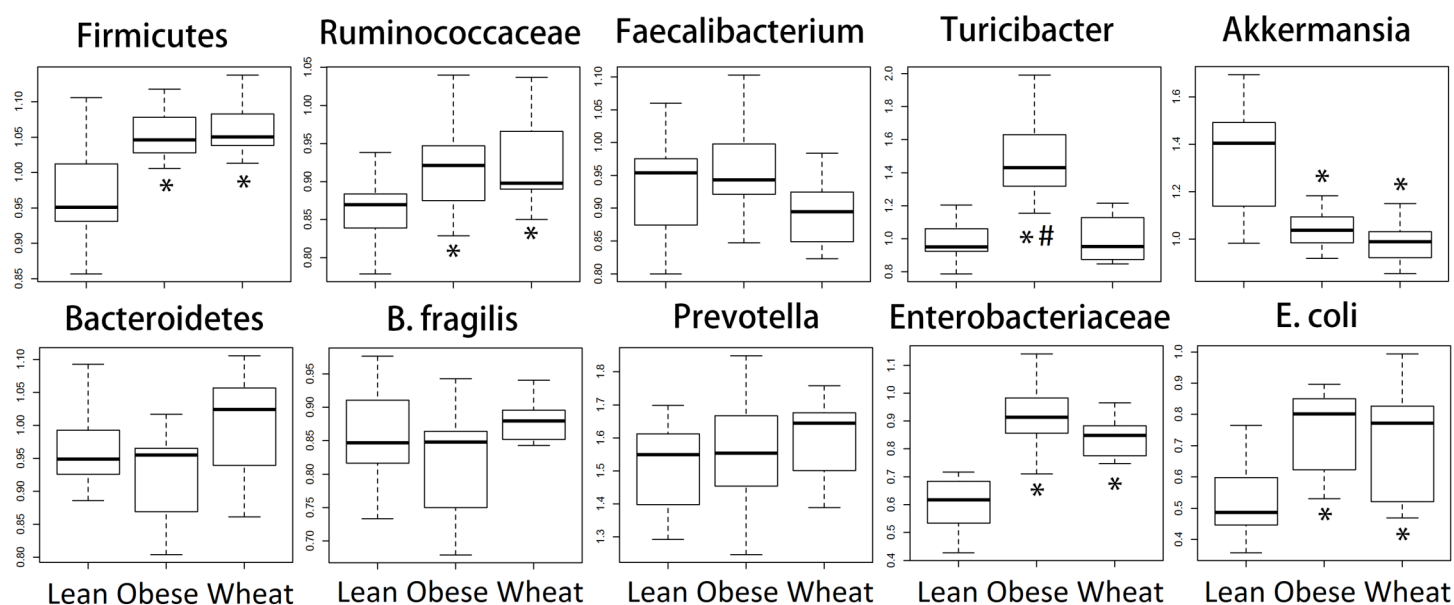 Firmicutes
Ruminococcaceae
Faecalibacterium
Turicibacter
Akkermansia
0.85 0.90 0.95 1.00 1.05 1.10
* *
0.80 0.85 0.90 0.95 1.05
* *
0.80 0.85 0.90 0.95 1.00 1.05 1.10
0.8 1.0 1.2 1.4 1.6 1.8 2.0
*#
1.0 1.2 1.4 1.6
* *
Bacteroidetes
B. fragilis
Prevotella
Enterobacteriaceae
E. coli
0.80 0.85 0.90 0.95 1.00 1.05 1.10
0.70 0.75 0.80 0.85 0.90 0.95
1.3 1.4 1.5 1.6 1.7 1.8
0.4 0.5 0.6 0.7 0.8 0.9 1.0 1.1
* *
0.4 0.5 0.6 0.7 0.8 0.9 1.0
* *
Lean Obese Wheat
Lean Obese Wheat
Lean Obese Wheat
Lean Obese Wheat
Lean Obese Wheat